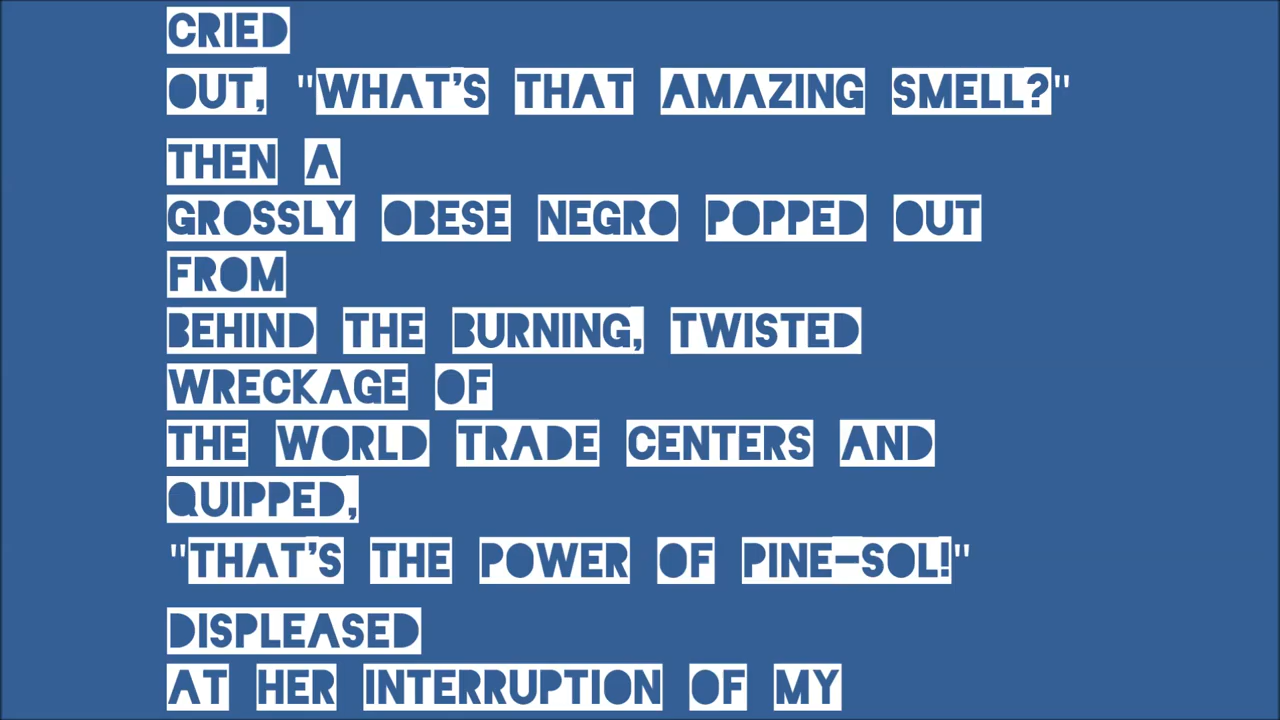 CRIED
OUT, "WHAT'S THAT AMAZING SMELL?"
THEN A
GROSSLY OBESE NEGRO POPPED OUT
FROM
BEHIND THE BURNING, TWISTED
WRECKAGE OF
THE WORLD TRADE CENTERS AND
QUIPPED,
"THAT'S THE POWER OF PINE-SOL!"
DISPLEASED
AT HER INTERRUPTION OF MY